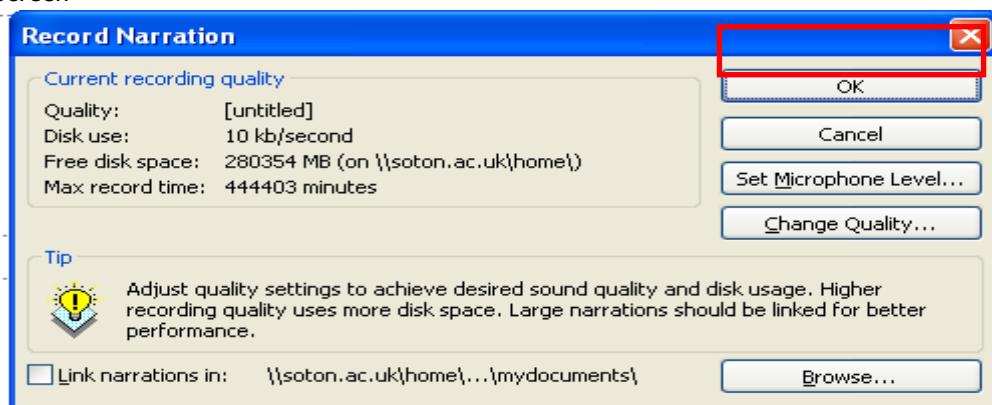 Record Narration
Current recording quality
Quality: [untitled]
Disk use: 10 kb/second
Free disk space: 280354 MB (on \\soton.ac.uk\home\)
Max record time: 444403 minutes
OK
Cancel
Set Microphone Level...
Change Quality...
Tip
Adjust quality settings to achieve desired sound quality and disk usage. Higher
recording quality uses more disk space. Large narrations should be linked for better
performance.
Link narrations in: \\soton.ac.uk\home\...\mydocuments\
Browse...